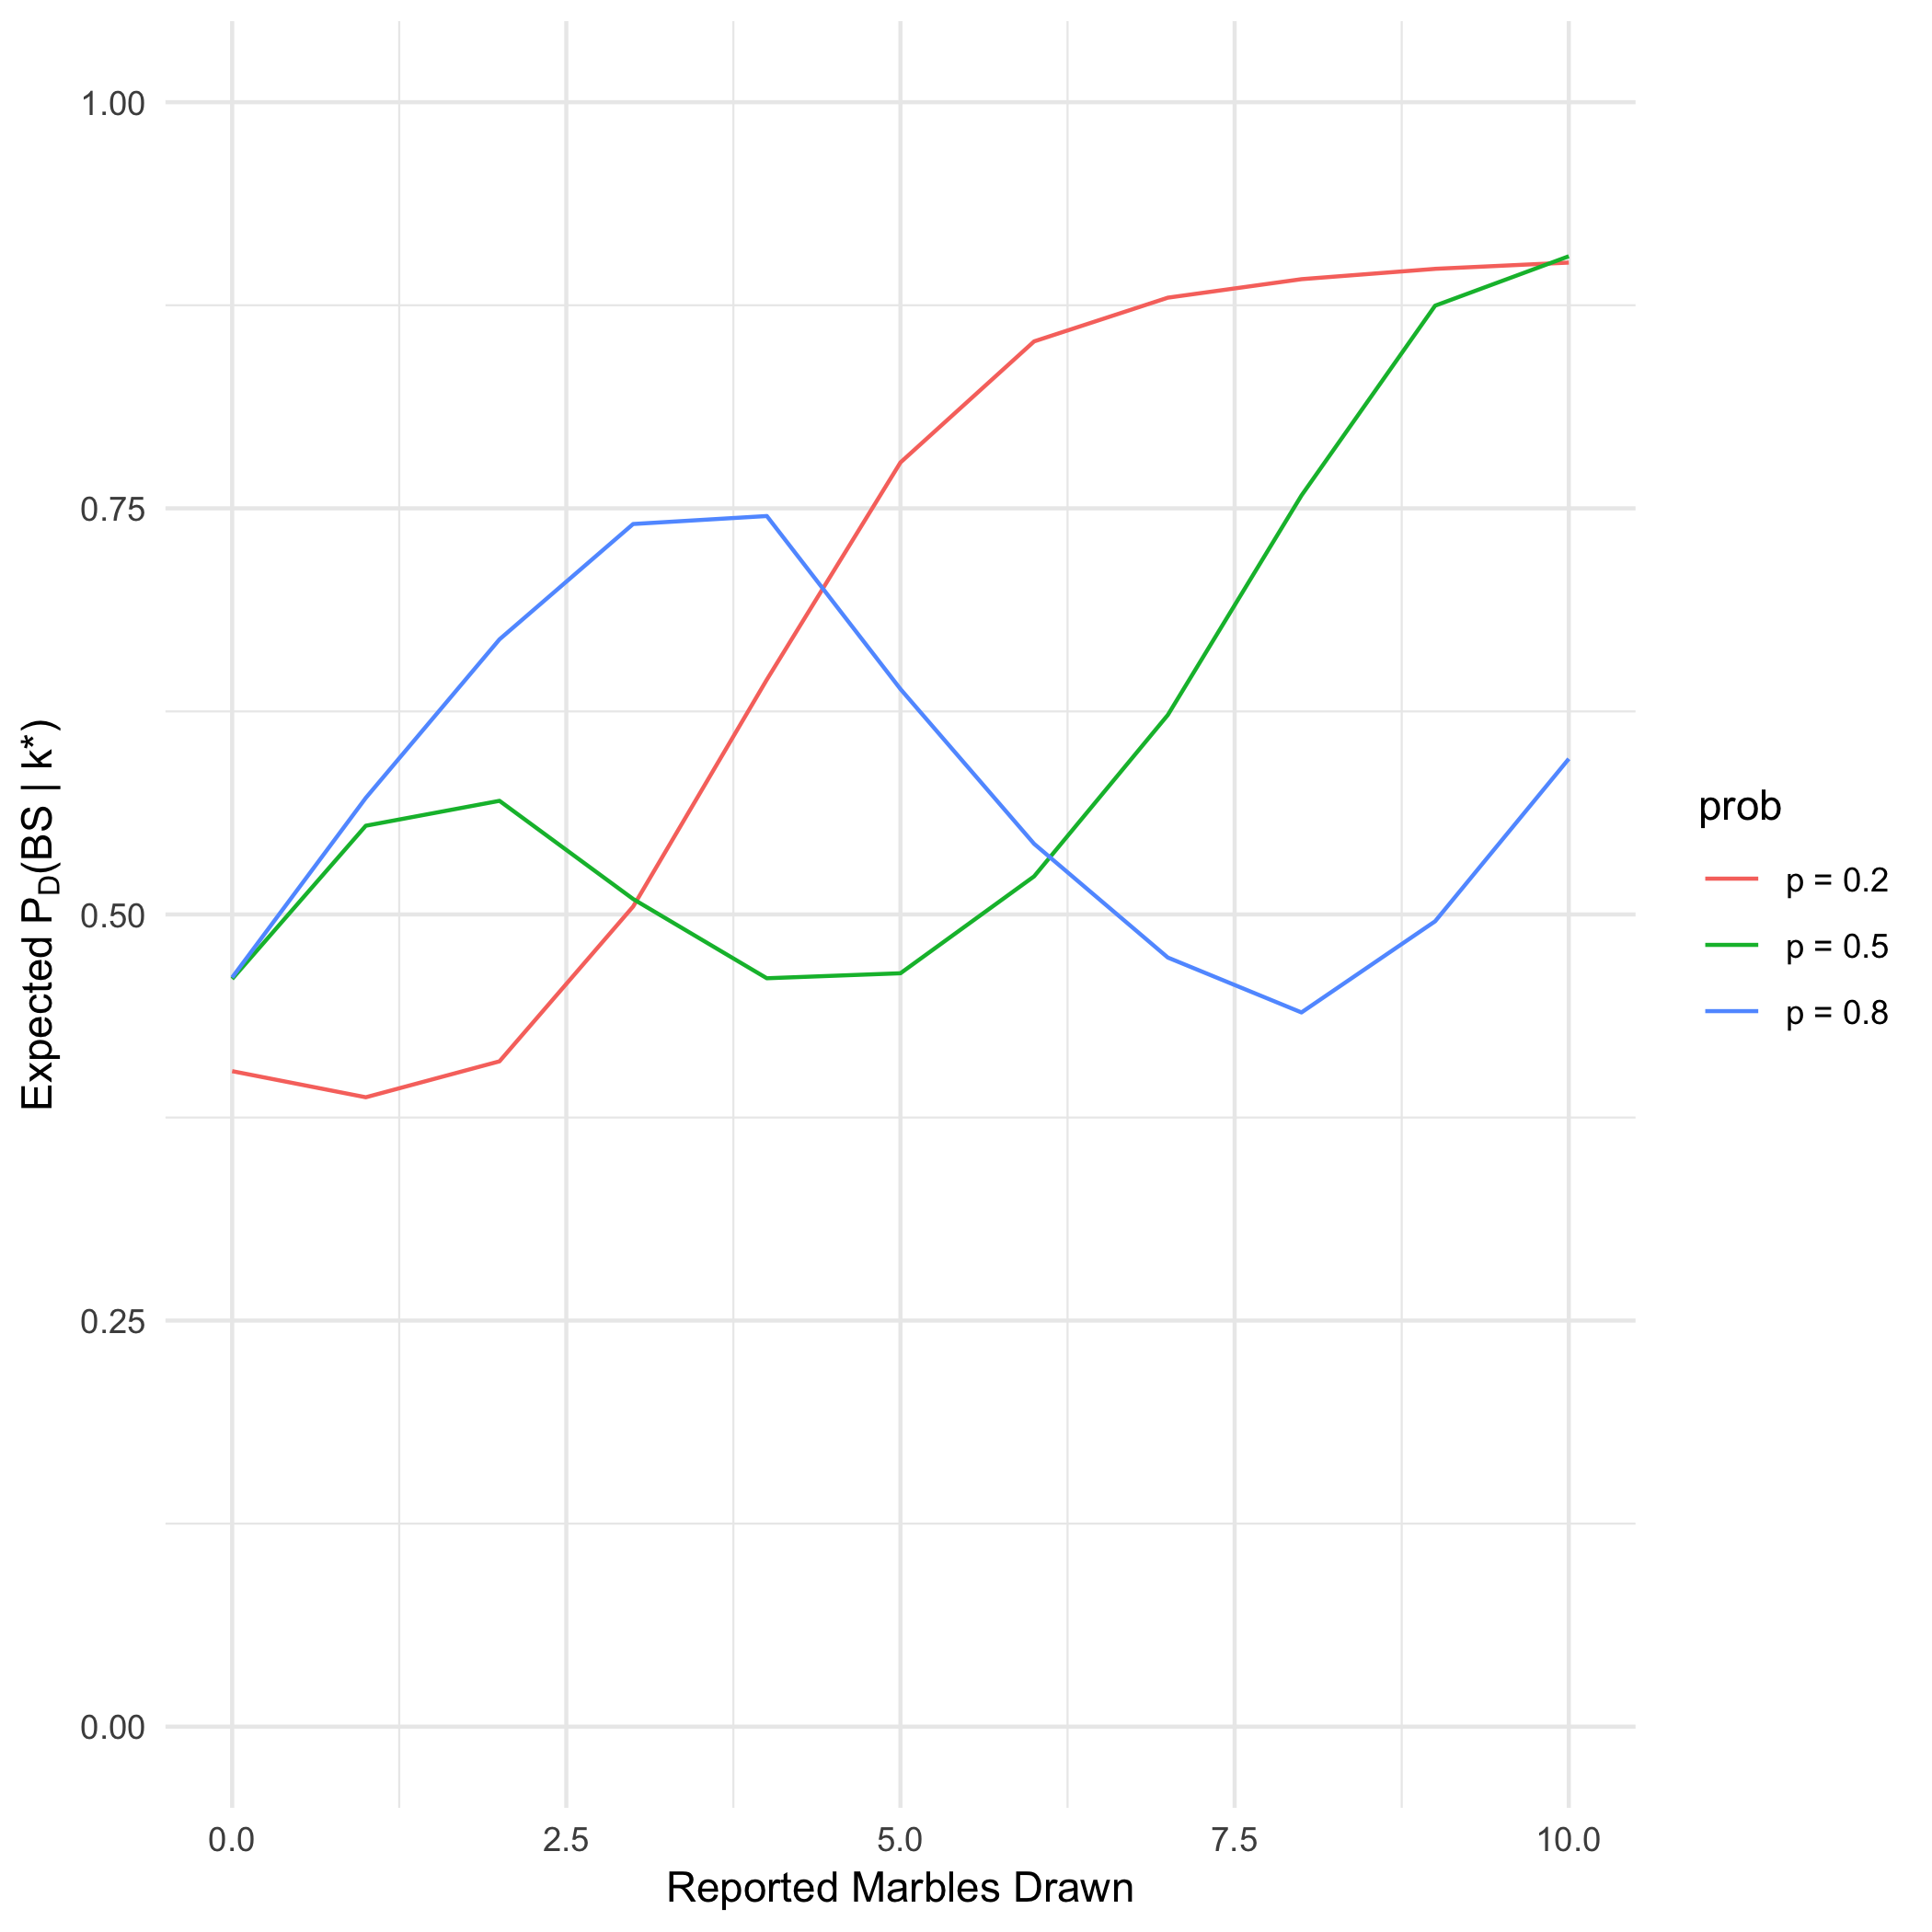 1.00
0.75
0.50
0.25
0.00
Expected P_D(BS | k*)
0.0 2.5 5.0 7.5 10.0
Reported Marbles Drawn
prob
p = 0.2
p = 0.5
p = 0.8